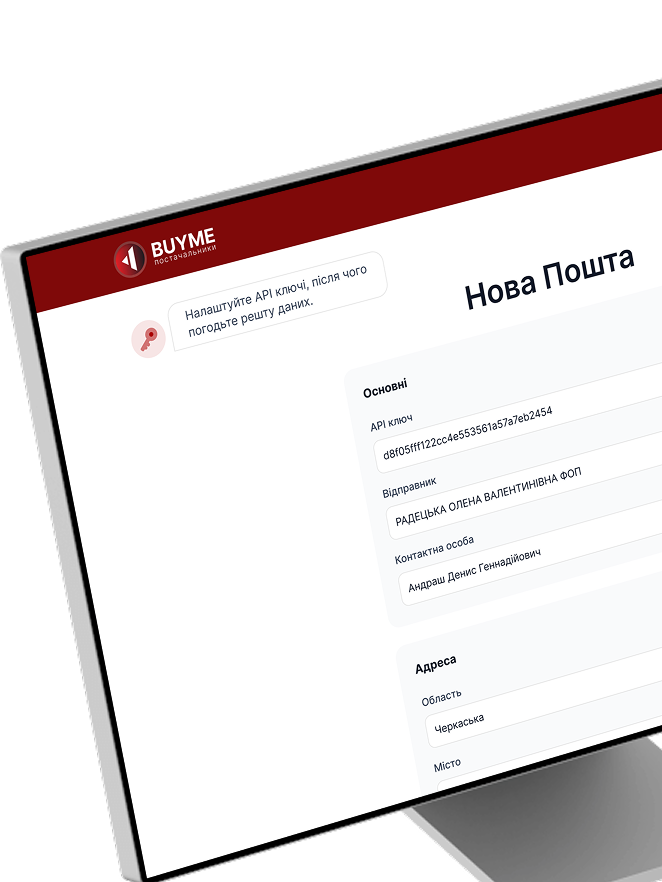 BUYME
постачальники
Налаштуйте API ключі, після чого
погодьте решту даних.
Нова Пошта
Основні
API ключ
d8f05fff122cc4e553561a57a7eb2454
Відправник
РАДЕЦЬКА ОЛЕНА ВАЛЕНТИНІВНА ФОП
Контактна особа
Андраш Денис Геннадійович
Адреса
Область
Черкаська
Місто